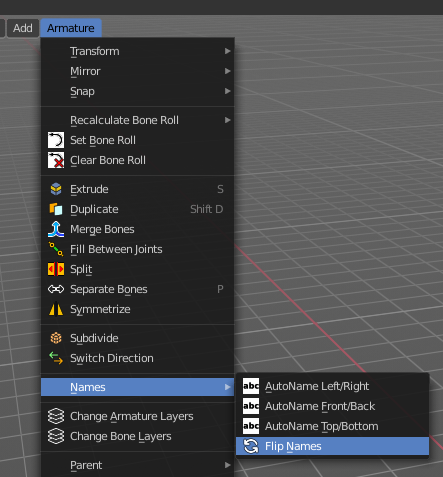 Add Armature
Transform
Mirror
Snap
Recalculate Bone Roll
Set Bone Roll
Clear Bone Roll
Extrude S
Duplicate Shift D
Merge Bones
Fill Between Joints
Split
Separate Bones P
Symmetrize
Subdivide
Switch Direction
Names
abc AutoName Left/Right
abc AutoName Front/Back
abc AutoName Top/Bottom
Flip Names
Change Armature Layers
Change Bone Layers
Parent